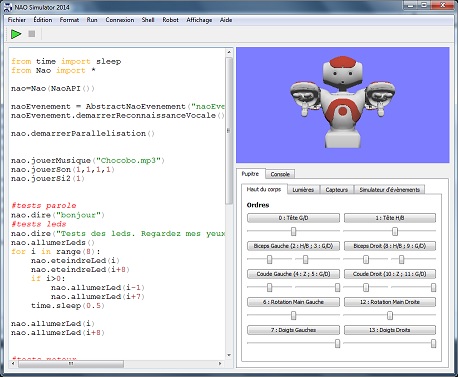 NAO Simulator 2014
Fichier Édition Format Run Connexion Shell Robot Affichage Aide
from time import sleep
from Nao import *
nao=Nao(NaoAPI())
naoEvenement = AbstractNaoEvenement("naoEve
naoEvenement.demarrerReconnaissanceVocale()
nao.demarrerParallelisation()
nao.jouerMusique("Chocobo.mp3")
nao.jouerSon(1,1,1,1)
nao.jouerSi2(1)
#tests parole
nao.dire("bonjour")
#tests leds
nao.dire("Tests des leds. Regardez mes yeux
nao.allumerLeds()
for i in range(8):
nao.eteindreLed(i)
nao.eteindreLed(i+8)
if i>0:
nao.allumerLed(i-1)
nao.allumerLed(i+7)
time.sleep(0.5)
nao.allumerLed(i)
nao.allumerLed(i+8)
#tests moteur
Pupitre Console
Haut du corps Lumières Capteurs Simulateur d'évènements
Ordres
0 : Tête G/D 1 : Tête H/B
Biceps Gauche (2 : H/B ; 3 : G/D) Biceps Droit (8 : H/B ; 9 : G/D)
Coude Gauche (4 : Z ; 5 : G/D) Coude Droit (10 : Z ; 11 : G/D)
6 : Rotation Main Gauche 12 : Rotation Main Droite
7 : Doigts Gauches 13 : Doigts Droits